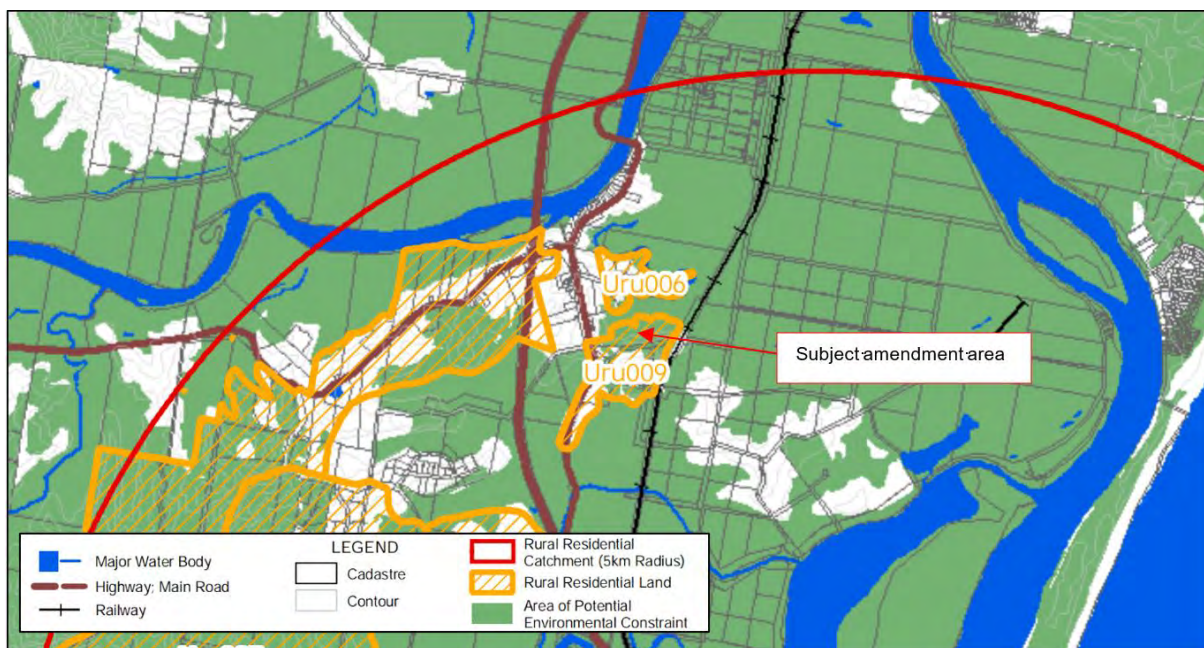 Uru006
Subject amendment area
Uru009
LEGEND
Major Water Body
Highway; Main Road
Railway
Cadastre
Contour
Rural Residential
Catchment (5km Radius)
Rural Residential Land
Area of Potential
Environmental Constraint